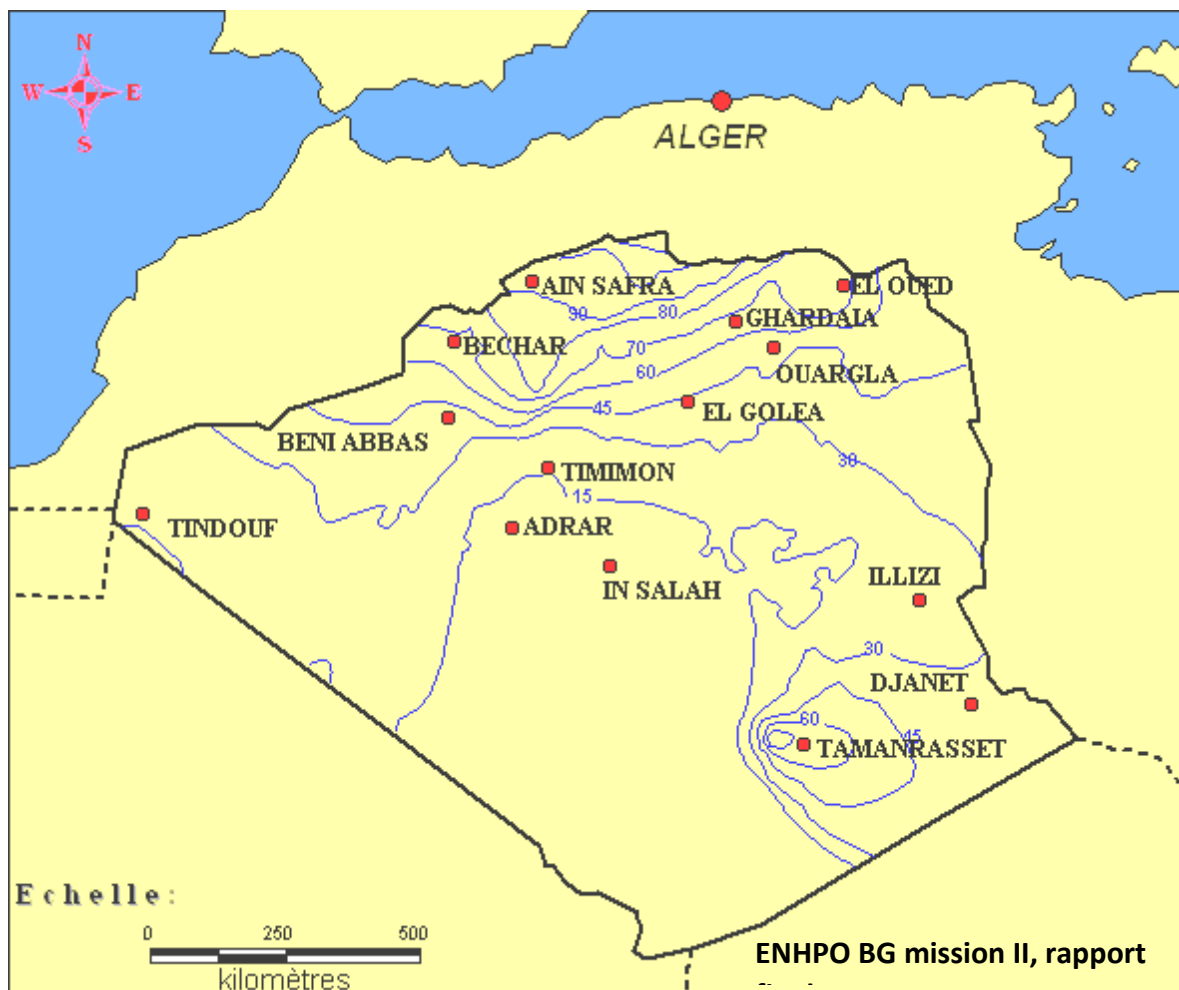 N
W E
S
ALGER
AIN SAFRA
EL OUED
90
80
GHARDAIA
BECHAR
70
OUARGLA
60
45
EL GOLEA
BENI ABBAS
30
TIMIMON
15
TINDOUF
ADRAR
IN SALAH
ILLIZI
30
DJANET
60
45
TAMANRASSET
Echelle:
0 250 500
kilomètres
ENHPO BG mission II, rapport